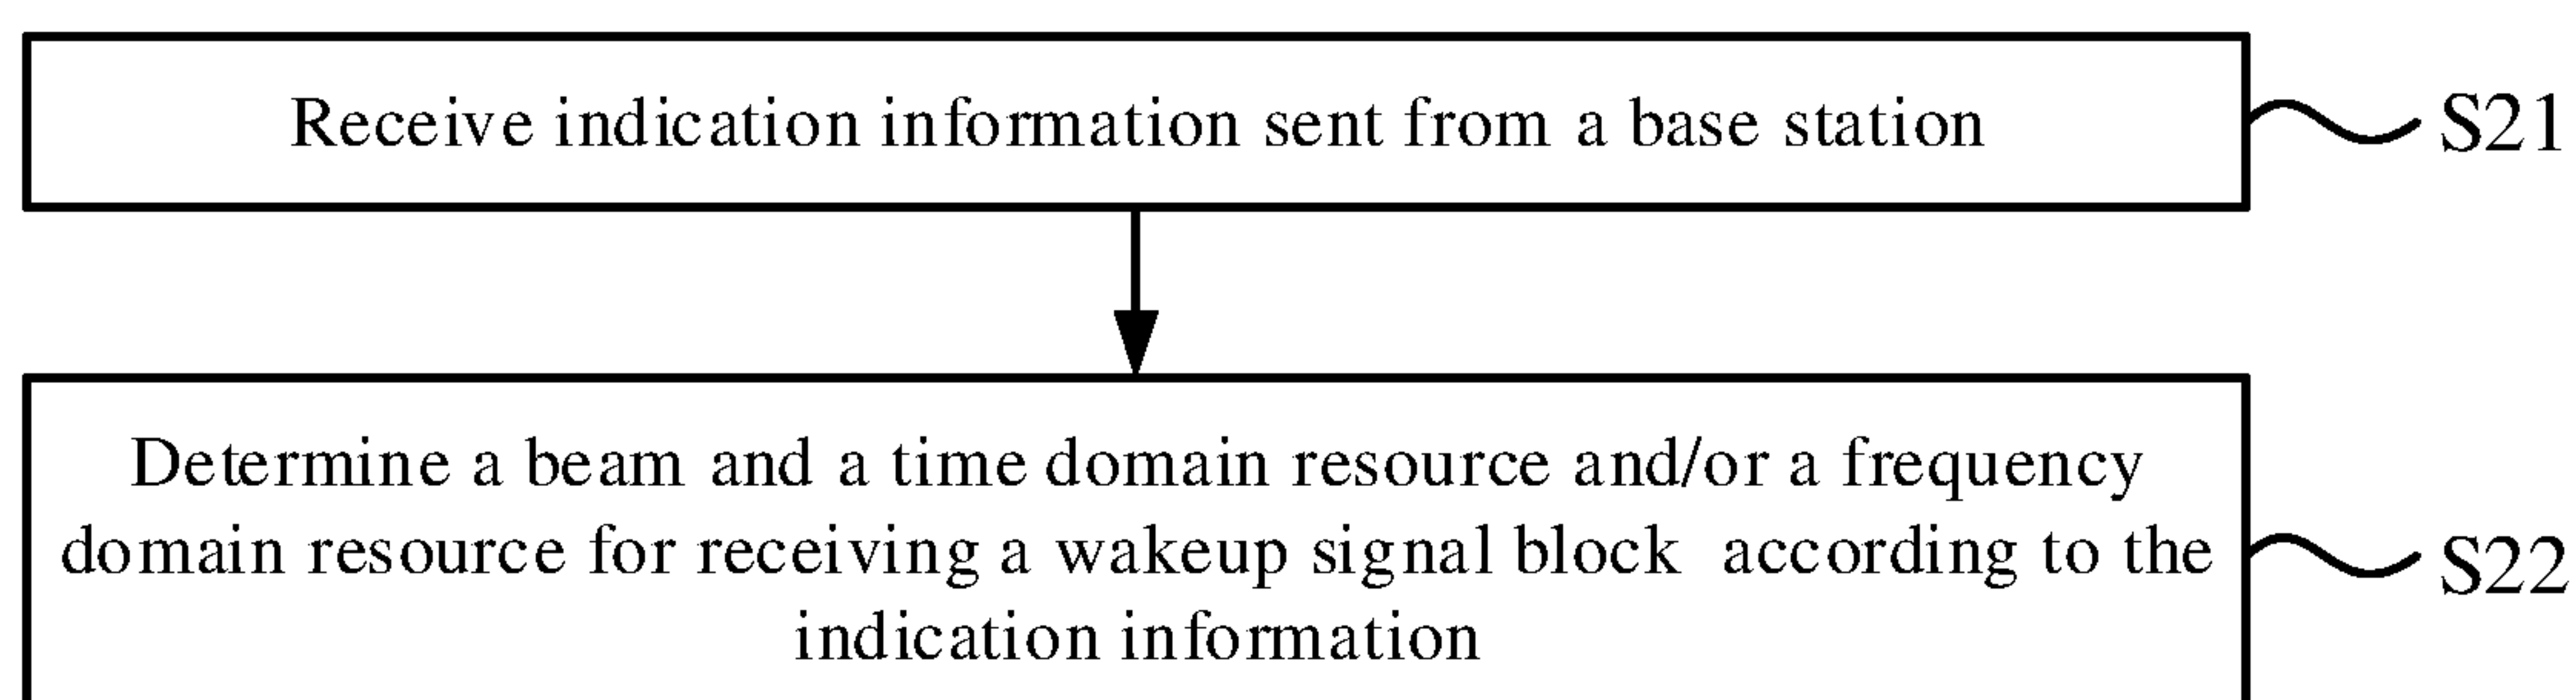 Receive indication information sent from a base station
S21
Determine a beam and a time domain resource and/or a frequency
domain resource for receiving a wakeup signal block according to the
indication information
S22